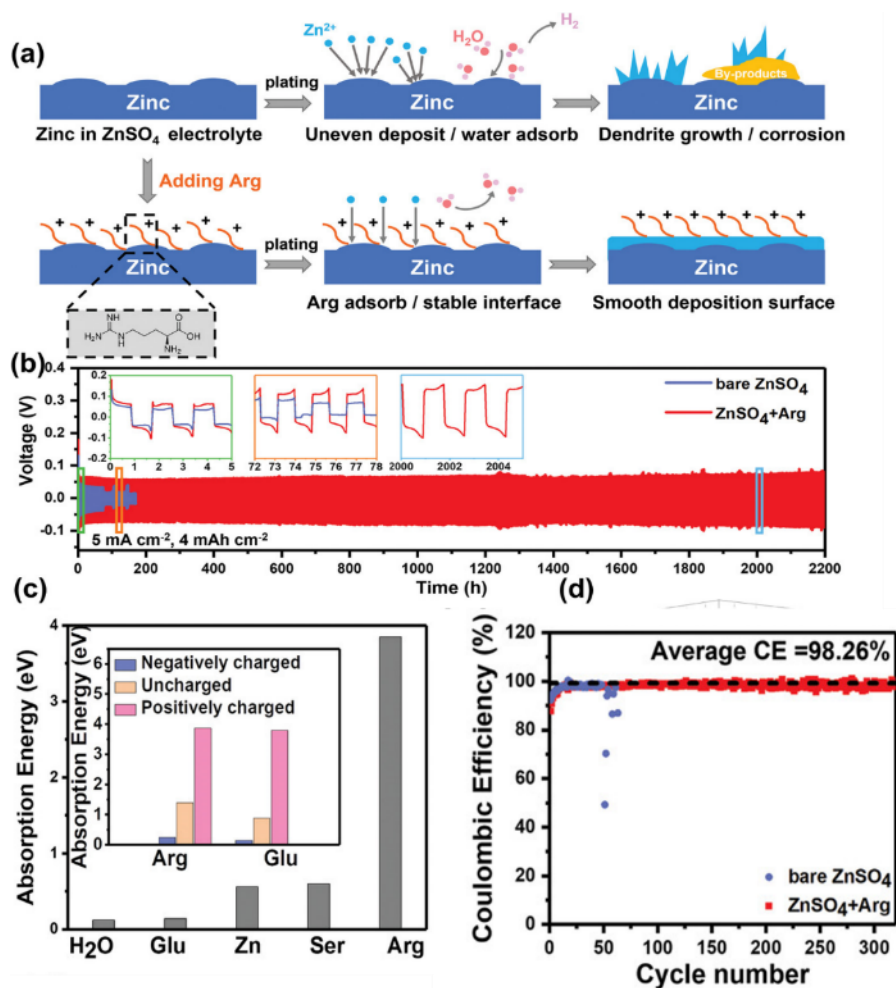 (a)
Zn²⁺
H₂O
H₂
plating
By-products
Zinc
Zinc
Zinc
Zinc in ZnSO₄ electrolyte
Uneven deposit / water adsorb
Dendrite growth / corrosion
Adding Arg
+ + + + +
+ + + + +
+ + + + + +
plating
Zinc
Zinc
Zinc
Arg adsorb / stable interface
Smooth deposition surface
NH
H₂N
N
H
O
OH
NH₂
(b)
Voltage (V)
0.4
0.3
0.2
0.1
0.0
-0.1
0.2
0.1
0.0
-0.1
-0.2
0 1 2 3 4 5
72 73 74 75 76 77 78
2000 2002 2004
bare ZnSO₄
ZnSO₄+Arg
5 mA cm⁻², 4 mAh cm⁻²
0 200 400 600 800 1000 1200 1400 1600 1800 2000 2200
Time (h)
(c)
Absorption Energy (eV)
4
3
2
1
0
Absorption Energy (eV)
6
5
4
3
2
1
0
Negatively charged
Uncharged
Positively charged
Arg Glu
H₂O Glu Zn Ser Arg
(d)
Coulombic Efficiency (%)
120
100
80
60
40
20
0
Average CE =98.26%
bare ZnSO₄
ZnSO₄+Arg
0 50 100 150 200 250 300
Cycle number